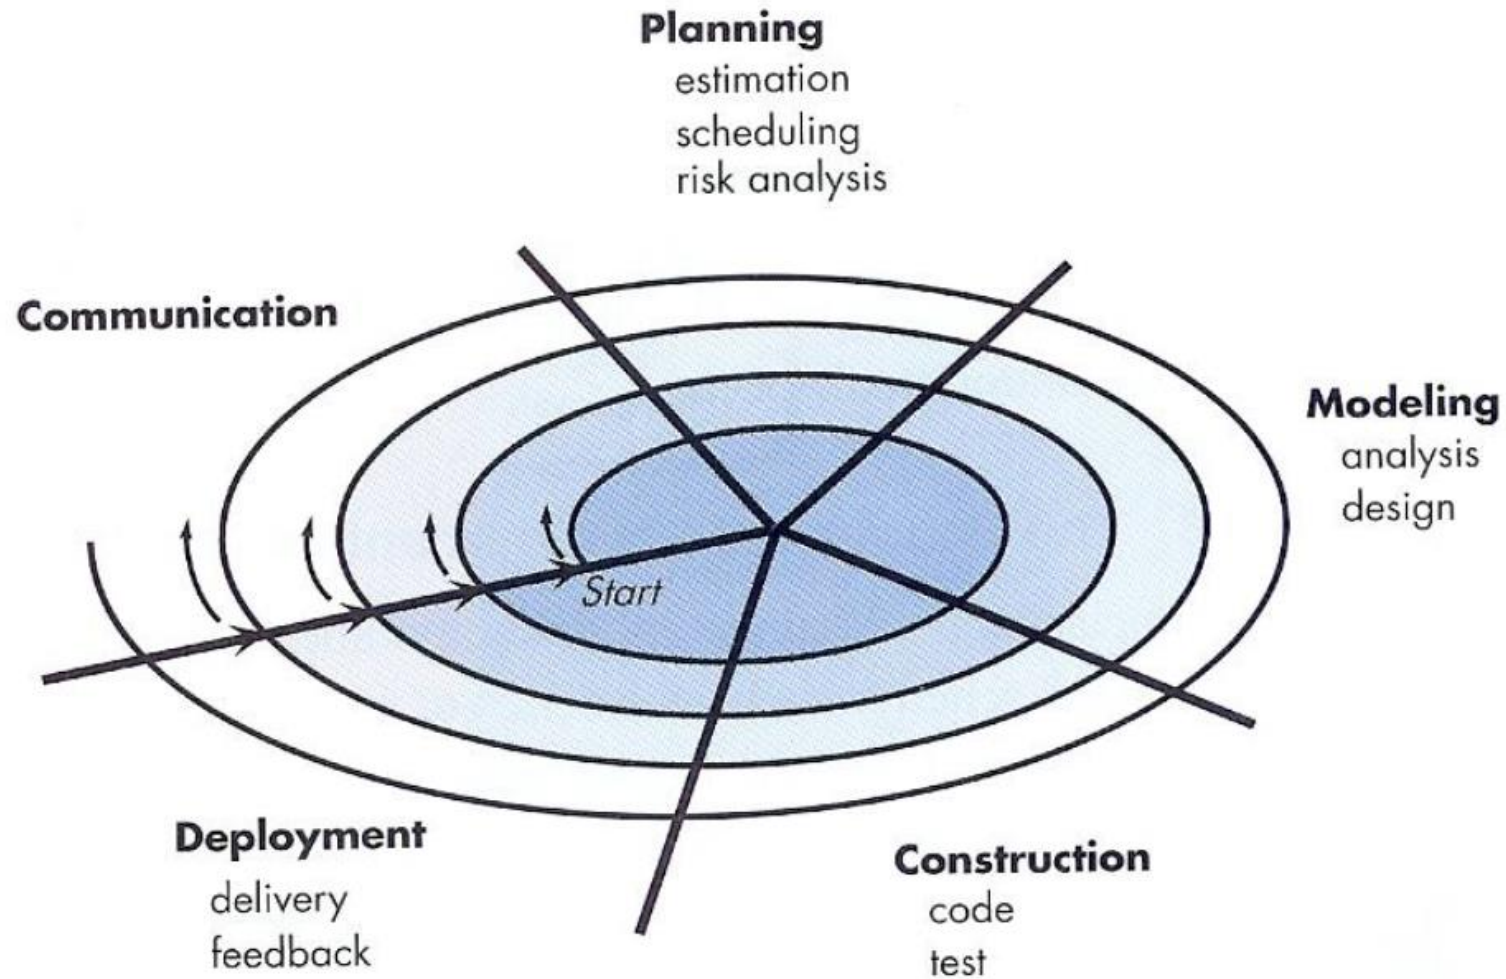 Planning
estimation
scheduling
risk analysis
Communication
Modeling
analysis
design
Start
Deployment
delivery
feedback
Construction
code
test